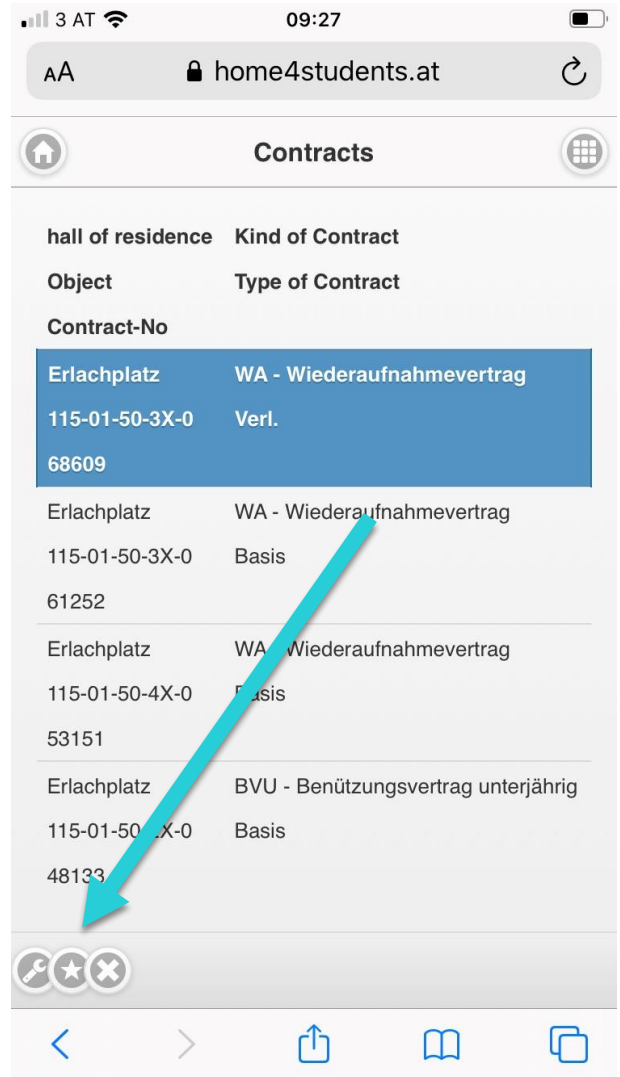 3 AT 09:27
AA home4students.at
Contracts
hall of residence Kind of Contract
Object Type of Contract
Contract-No
Erlachplatz WA - Wiederaufnahmevertrag
115-01-50-3X-0 Verl.
68609
Erlachplatz WA - Wiederaufnahmevertrag
115-01-50-3X-0 Basis
61252
Erlachplatz WA - Wiederaufnahmevertrag
115-01-50-4X-0 Basis
53151
Erlachplatz BVU - Benützungsvertrag unterjährig
Basis
48133